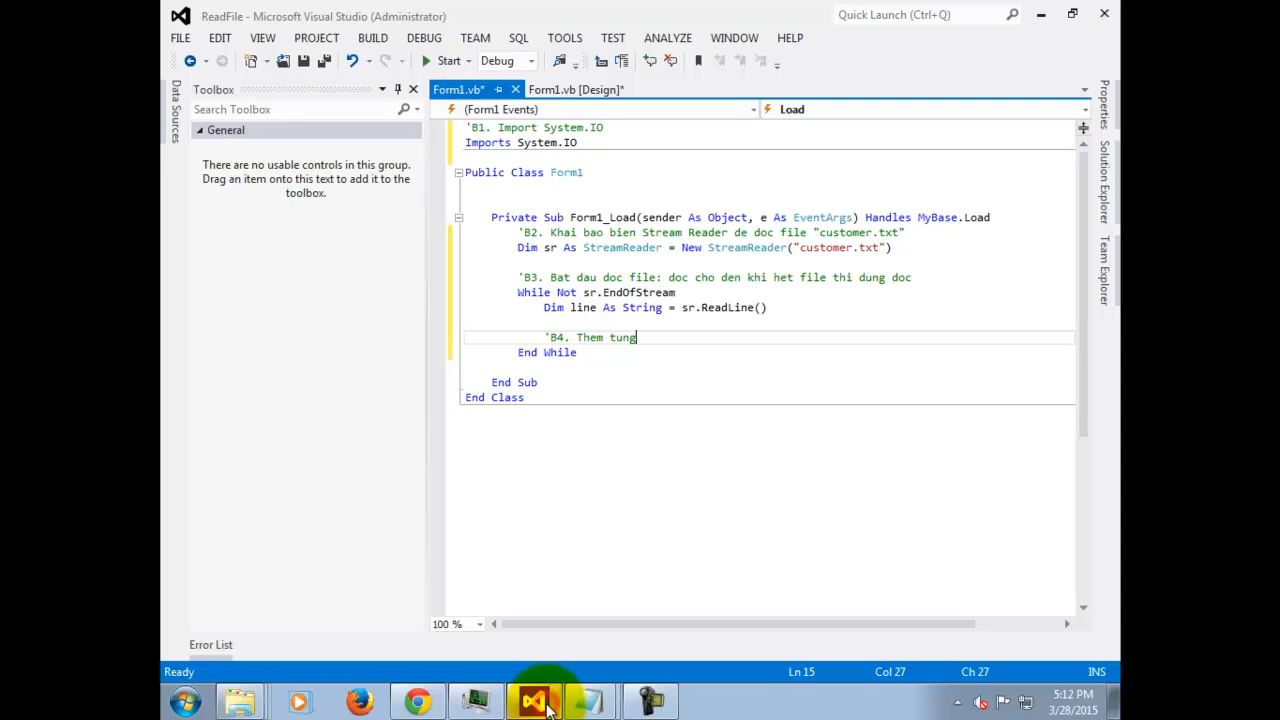 ReadFile - Microsoft Visual Studio (Administrator)
Quick Launch (Ctrl+Q)
FILE EDIT VIEW PROJECT BUILD DEBUG TEAM SQL TOOLS TEST ANALYZE WINDOW HELP
Start Debug
Data Sources
Toolbox
Search Toolbox
General
There are no usable controls in this group.
Drag an item onto this text to add it to the
toolbox.
Form1.vb* Form1.vb [Design]*
(Form1 Events) Load
'B1. Import System.IO
Imports System.IO
Public Class Form1
Private Sub Form1_Load(sender As Object, e As EventArgs) Handles MyBase.Load
'B2. Khai bao bien Stream Reader de doc file "customer.txt"
Dim sr As StreamReader = New StreamReader("customer.txt")
'B3. Bat dau doc file: doc cho den khi het file thi dung doc
While Not sr.EndOfStream
Dim line As String = sr.ReadLine()
'B4. Them tung
End While
End Sub
End Class
Properties
Solution Explorer
Team Explorer
100 %
Error List
Ready Ln 15 Col 27 Ch 27 INS
5:12 PM
3/28/2015